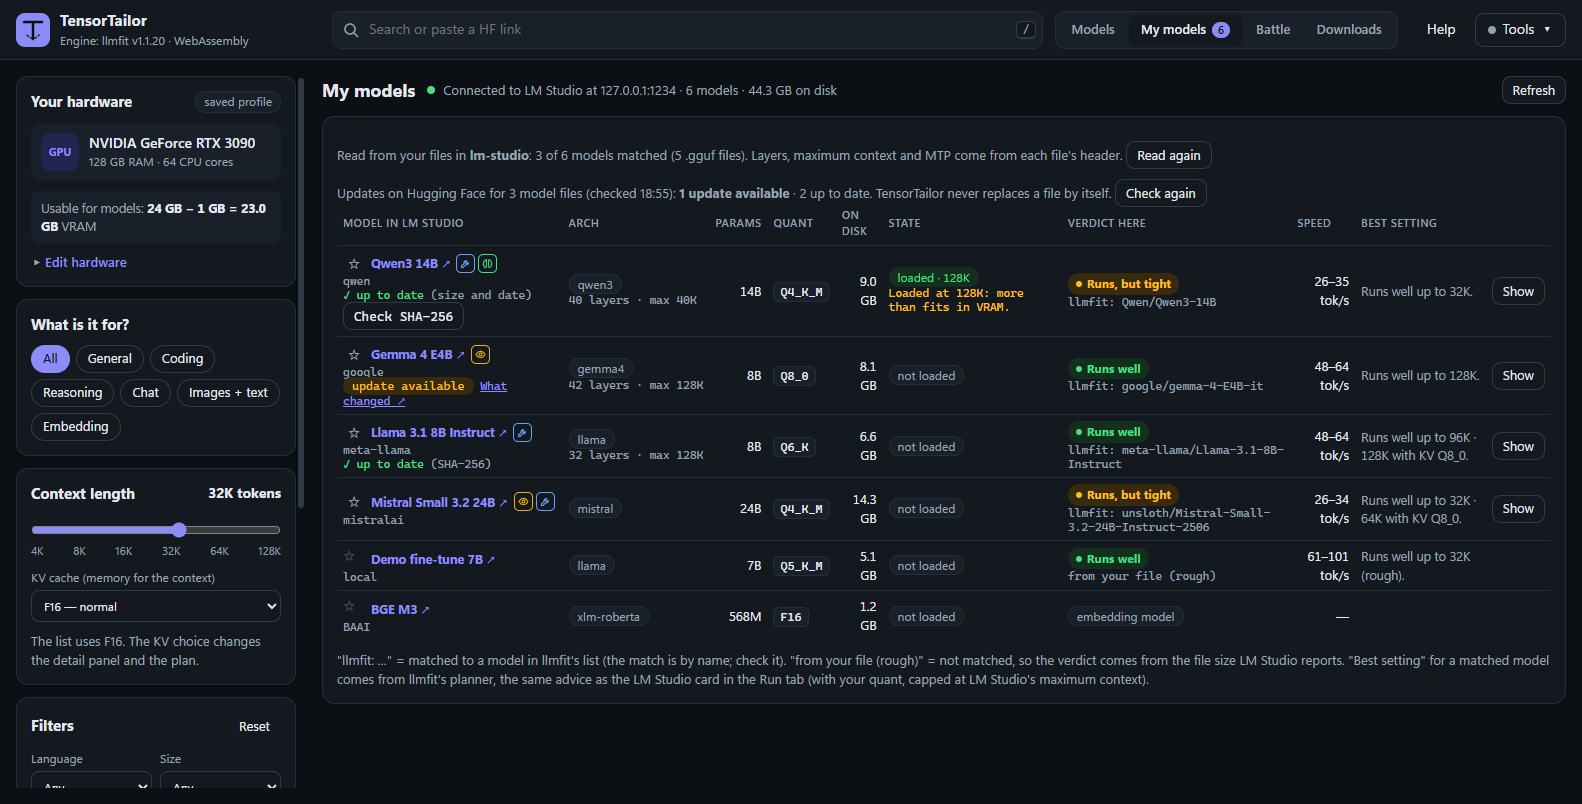 TensorTailor
Engine: llmfit v1.1.20 · WebAssembly
Search or paste a HF link
/
Models
My models 6
Battle
Downloads
Help
Tools ▾
Your hardware
saved profile
GPU
NVIDIA GeForce RTX 3090
128 GB RAM · 64 CPU cores
Usable for models: 24 GB – 1 GB = 23.0
GB VRAM
▸ Edit hardware
What is it for?
All
General
Coding
Reasoning
Chat
Images + text
Embedding
Context length
32K tokens
4K 8K 16K 32K 64K 128K
KV cache (memory for the context)
F16 — normal
The list uses F16. The KV choice changes
the detail panel and the plan.
Filters
Reset
Language
Size
Any
Any
My models
Connected to LM Studio at 127.0.0.1:1234 · 6 models · 44.3 GB on disk
Refresh
Read from your files in lm-studio: 3 of 6 models matched (5 .gguf files). Layers, maximum context and MTP come from each file's header.
Read again
Updates on Hugging Face for 3 model files (checked 18:55): 1 update available · 2 up to date. TensorTailor never replaces a file by itself.
Check again
MODEL IN LM STUDIO ARCH PARAMS QUANT ON DISK STATE VERDICT HERE SPEED BEST SETTING
☆ Qwen3 14B ↗
qwen
✓ up to date (size and date)
Check SHA-256
qwen3
40 layers · max 40K
14B
Q4_K_M
9.0
GB
loaded · 128K
Loaded at 128K: more
than fits in VRAM.
Runs, but tight
llmfit: Qwen/Qwen3-14B
26–35
tok/s
Runs well up to 32K.
Show
☆ Gemma 4 E4B ↗
google
update available What
changed ↗
gemma4
42 layers · max 128K
8B
Q8_0
8.1
GB
not loaded
Runs well
llmfit: google/gemma-4-E4B-it
48–64
tok/s
Runs well up to 128K.
Show
☆ Llama 3.1 8B Instruct ↗
meta-llama
✓ up to date (SHA-256)
llama
32 layers · max 128K
8B
Q6_K
6.6
GB
not loaded
Runs well
llmfit: meta-llama/Llama-3.1-8B-
Instruct
48–64
tok/s
Runs well up to 96K ·
128K with KV Q8_0.
Show
☆ Mistral Small 3.2 24B ↗
mistralai
mistral
24B
Q4_K_M
14.3
GB
not loaded
Runs, but tight
llmfit: unsloth/Mistral-Small-
3.2-24B-Instruct-2506
26–34
tok/s
Runs well up to 32K ·
64K with KV Q8_0.
Show
☆ Demo fine-tune 7B ↗
local
llama
7B
Q5_K_M
5.1
GB
not loaded
Runs well
from your file (rough)
61–101
tok/s
Runs well up to 32K
(rough).
☆ BGE M3 ↗
BAAI
xlm-roberta
568M
F16
1.2
GB
not loaded
embedding model
—
"llmfit: ..." = matched to a model in llmfit's list (the match is by name; check it). "from your file (rough)" = not matched, so the verdict comes from the file size LM Studio reports. "Best setting" for a matched model
comes from llmfit's planner, the same advice as the LM Studio card in the Run tab (with your quant, capped at LM Studio's maximum context).